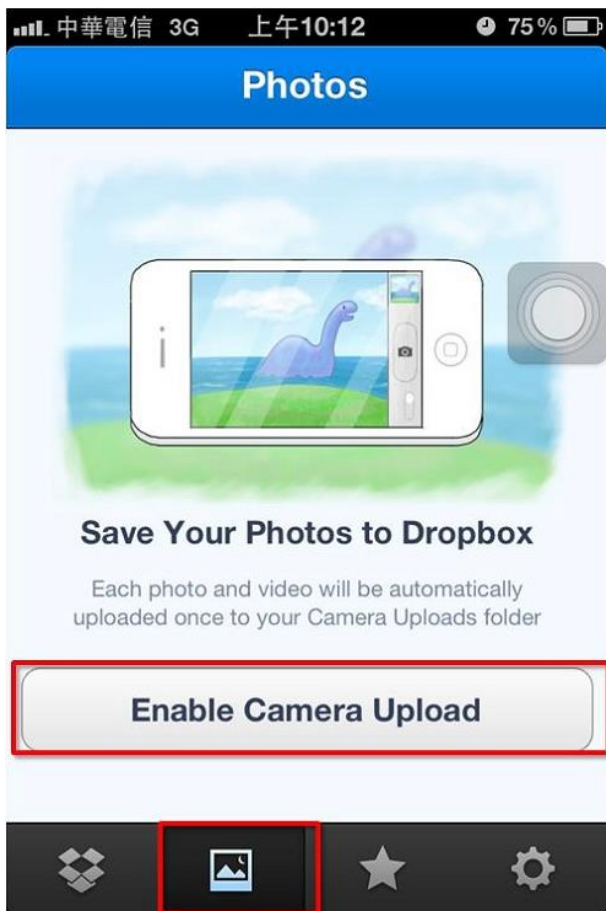 中華電信 3G 上午10:12 75%
Photos
Save Your Photos to Dropbox
Each photo and video will be automatically
uploaded once to your Camera Uploads folder
Enable Camera Upload